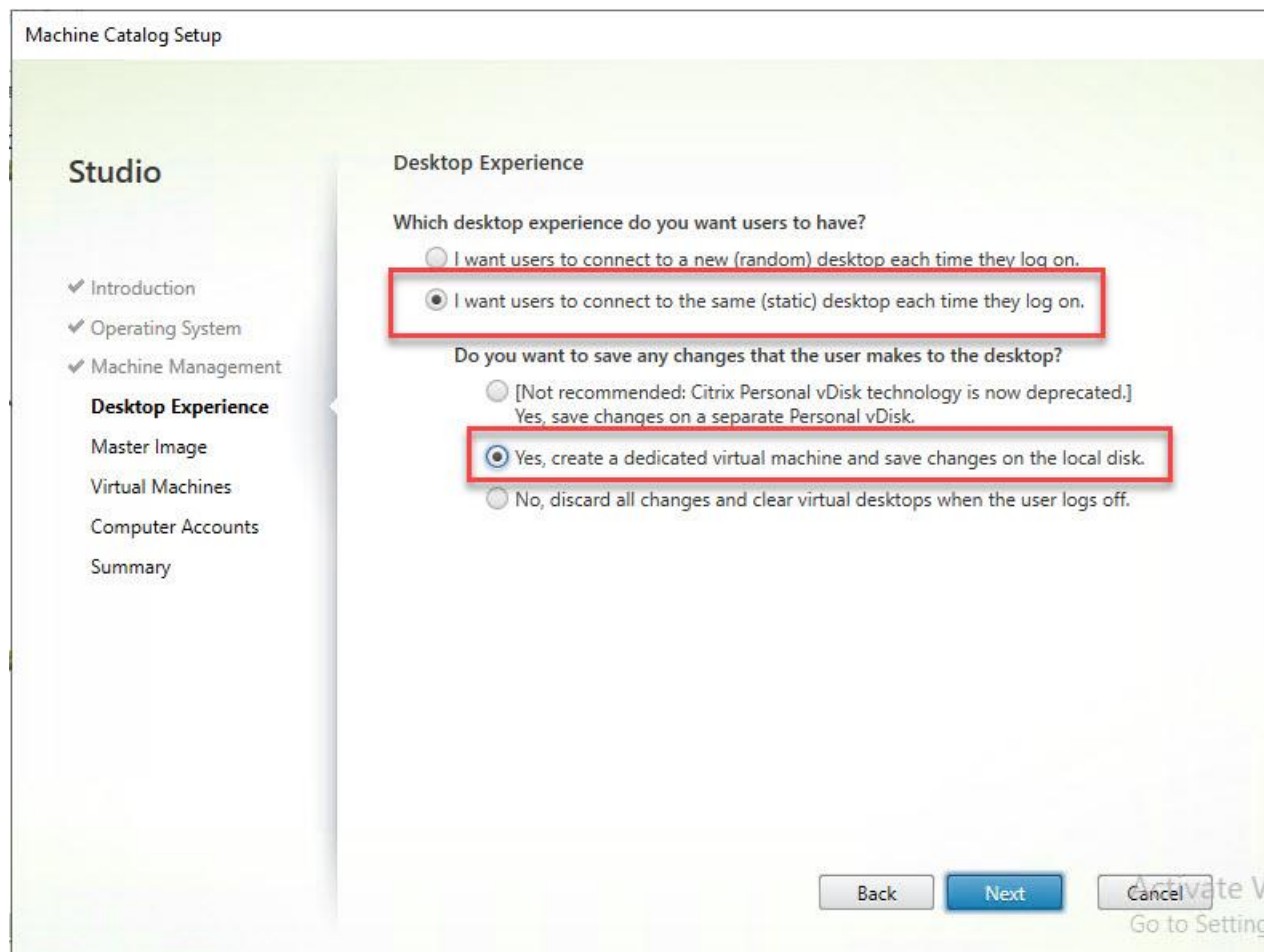 Machine Catalog Setup
Studio
Introduction
Operating System
Machine Management
Desktop Experience
Master Image
Virtual Machines
Computer Accounts
Summary
Desktop Experience
Which desktop experience do you want users to have?
I want users to connect to a new (random) desktop each time they log on.
I want users to connect to the same (static) desktop each time they log on.
Do you want to save any changes that the user makes to the desktop?
[Not recommended: Citrix Personal vDisk technology is now deprecated.]
Yes, save changes on a separate Personal vDisk.
Yes, create a dedicated virtual machine and save changes on the local disk.
No, discard all changes and clear virtual desktops when the user logs off.
Back
Next
Cancel
Activate
Go to